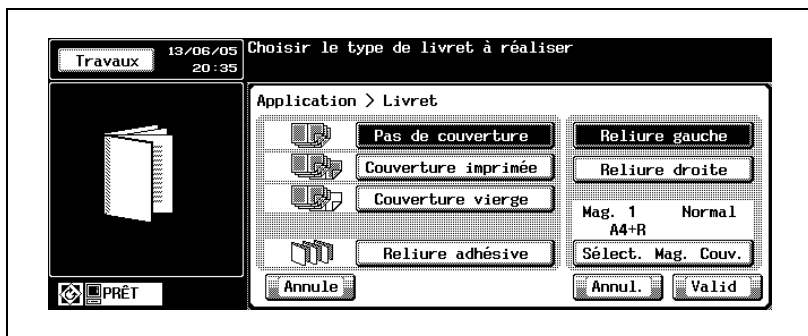 Travaux
13/06/05
20:35
Choisir le type de livret à réaliser
Application > Livret
Pas de couverture
Couverture imprimée
Couverture vierge
Reliure adhésive
Reliure gauche
Reliure droite
Mag. 1 Normal
A4+R
Sélect. Mag. Couv.
Annule
Annul.
Valid
PRÊT